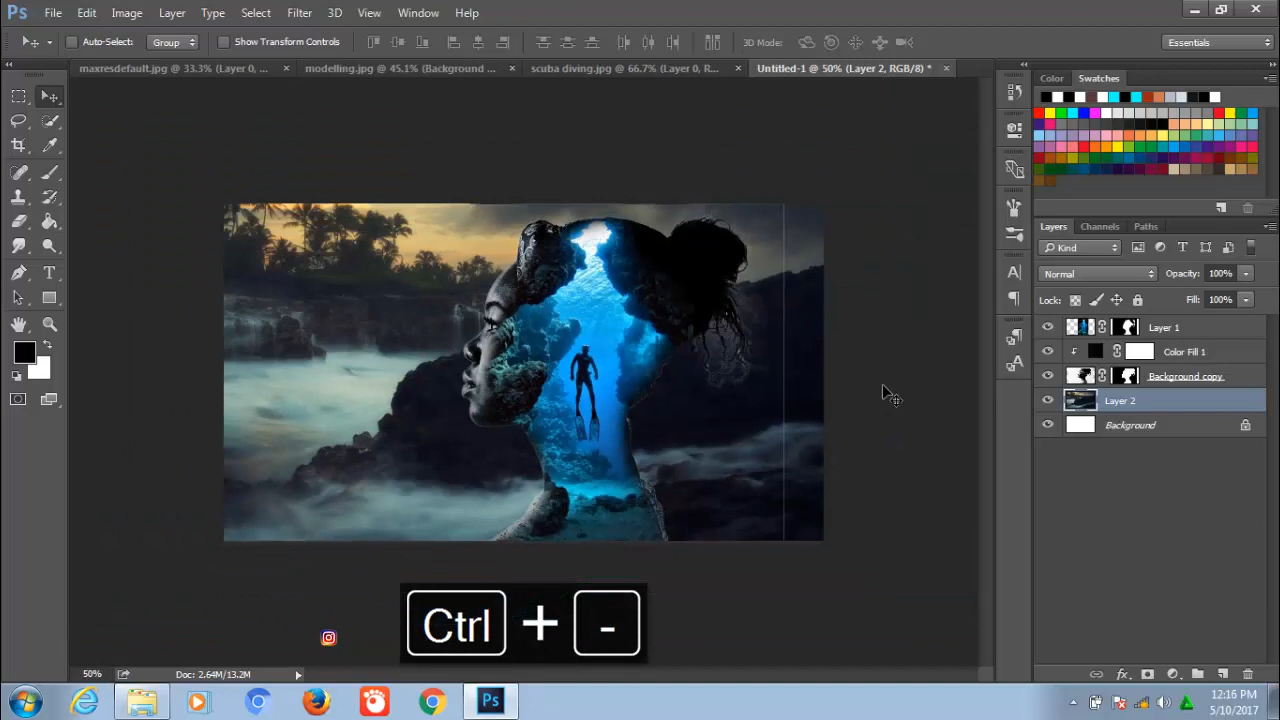 Ps File Edit Image Layer Type Select Filter 3D View Window Help
Auto-Select: Group Show Transform Controls 3D Mode: Essentials
maxresdefault.jpg @ 33.3% (Layer 0, ... × modelling.jpg @ 45.1% (Background ... × scuba diving.jpg @ 66.7% (Layer 0, R... × Untitled-1 @ 50% (Layer 2, RGB/8) * ×
Color Swatches
Layers Channels Paths
Kind
Normal Opacity: 100%
Lock: Fill: 100%
Layer 1
Color Fill 1
Background copy
Layer 2
Background
Ctrl + -
50% Doc: 2.64M/13.2M
fx
Ps
12:16 PM
5/10/2017